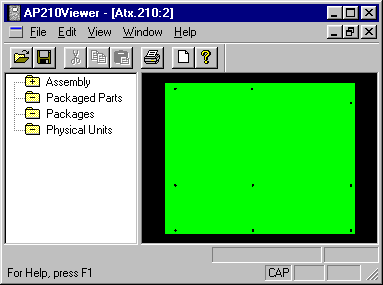 AP210Viewer - [Atx.210:2]
File Edit View Window Help
Assembly
Packaged Parts
Packages
Physical Units
For Help, press F1
CAP